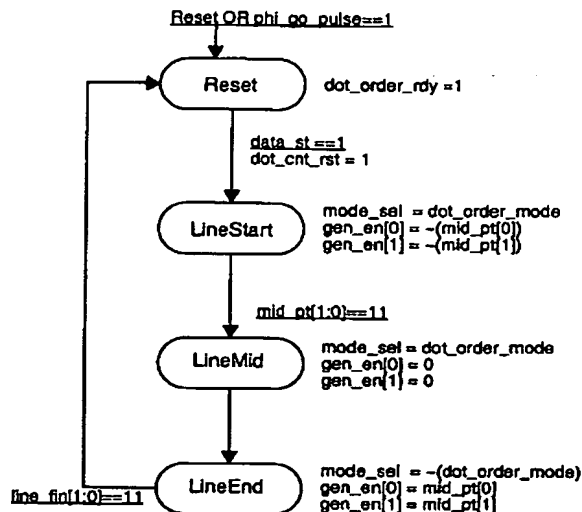 Reset OR phi_go_pulse==1
Reset
dot_order_rdy =1
data_st ==1
dot_cnt_rst = 1
LineStart
mode_sel = dot_order_mode
gen_en[0] = ~(mid_pt[0])
gen_en[1] = ~(mid_pt[1])
mid_pt[1:0]==11
LineMid
mode_sel = dot_order_mode
gen_en[0] = 0
gen_en[1] = 0
LineEnd
mode_sel = ~(dot_order_mode)
gen_en[0] = mid_pt[0]
gen_en[1] = mid_pt[1]
line_fin[1:0]==11